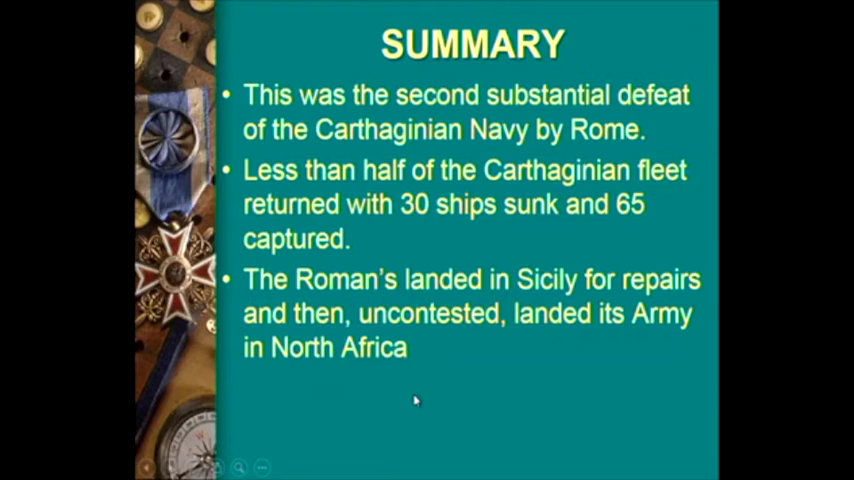 SUMMARY
• This was the second substantial defeat
of the Carthaginian Navy by Rome.
• Less than half of the Carthaginian fleet
returned with 30 ships sunk and 65
captured.
• The Roman's landed in Sicily for repairs
and then, uncontested, landed its Army
in North Africa